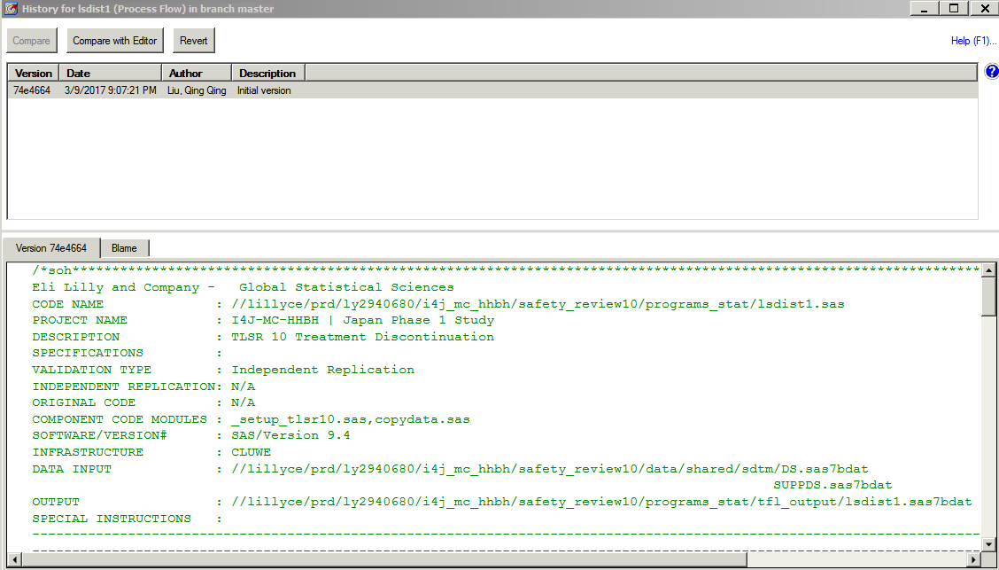 History for lsdist1 (Process Flow) in branch master
Compare
Compare with Editor
Revert
Help (F1)...
Version Date Author Description
74e4664 3/9/2017 9:07:21 PM Liu, Qing Qing Initial version
?
Version 74e4664 Blame
/*soh******************************************************************************************************************
Eli Lilly and Company - Global Statistical Sciences
CODE NAME : //lillyce/prd/ly2940680/i4j_mc_hhbh/safety_review10/programs_stat/lsdist1.sas
PROJECT NAME : I4J-MC-HHBH | Japan Phase 1 Study
DESCRIPTION : TLSR 10 Treatment Discontinuation
SPECIFICATIONS :
VALIDATION TYPE : Independent Replication
INDEPENDENT REPLICATION: N/A
ORIGINAL CODE : N/A
COMPONENT CODE MODULES : _setup_tlsr10.sas,copydata.sas
SOFTWARE/VERSION# : SAS/Version 9.4
INFRASTRUCTURE : CLUWE
DATA INPUT : //lillyce/prd/ly2940680/i4j_mc_hhbh/safety_review10/data/shared/sdtm/DS.sas7bdat
SUPPDS.sas7bdat
OUTPUT : //lillyce/prd/ly2940680/i4j_mc_hhbh/safety_review10/programs_stat/tfl_output/lsdist1.sas7bdat
SPECIAL INSTRUCTIONS :
-----------------------------------------------------------------------------------------------------------------------
-----------------------------------------------------------------------------------------------------------------------